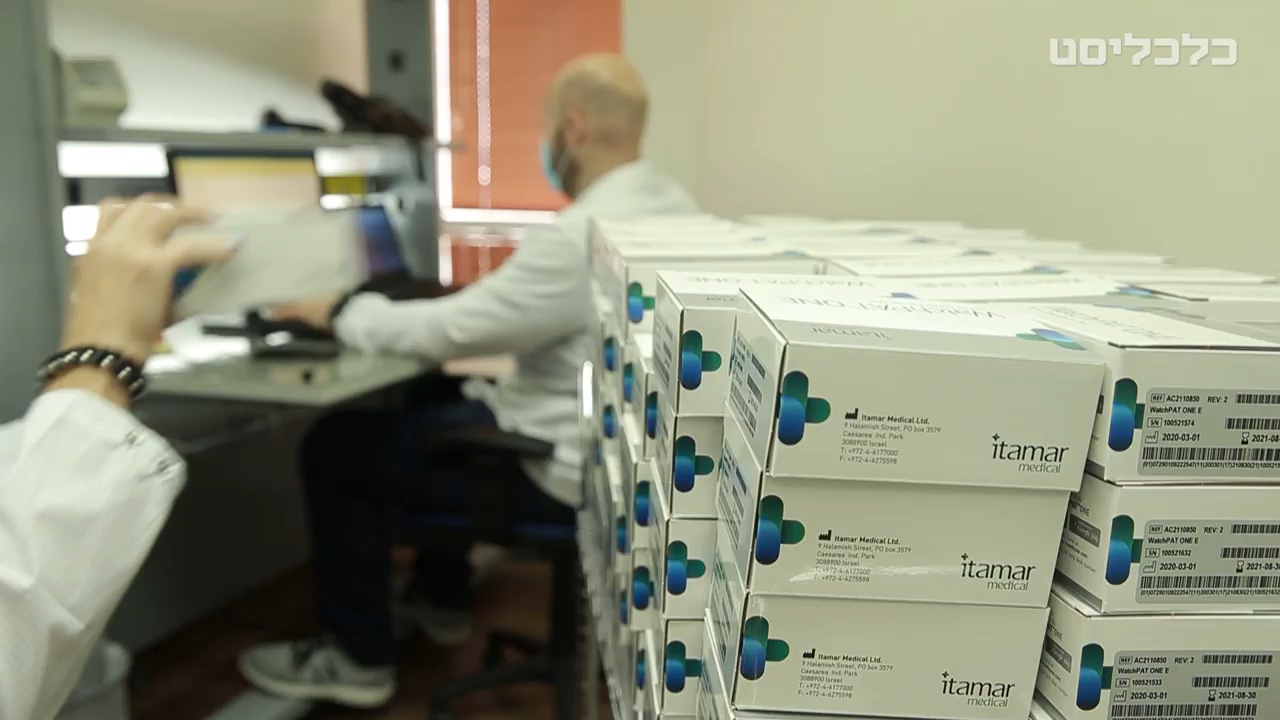 כלכליסט
WatchPAT ONE
itamar
Itamar Medical Ltd.
9 Halamish Street, PO box 3579
Caesarea Ind. Park
3088900 Israel
T: +972-4-6177000
F: +972-4-6275598
itamar
medical
Itamar Medical Ltd.
9 Halamish Street, PO box 3579
Caesarea Ind. Park
3088900 Israel
T: +972-4-6177000
F: +972-4-6275598
itamar
medical
Itamar Medical Ltd.
9 Halamish Street, PO box 3579
Caesarea Ind. Park
3088900 Israel
T: +972-4-6177000
F: +972-4-6275598
itamar
medical
REF AC2110850 REV: 2
WatchPAT ONE E
SN 100521574
2020-03-01 2021-08-
REF AC2110850 REV: 2
WatchPAT ONE E
SN 100521632
2020-03-01 2021-08-30
REF AC2110850 REV: 2
WatchPAT ONE E
SN 100521533
2020-03-01 2021-08-30